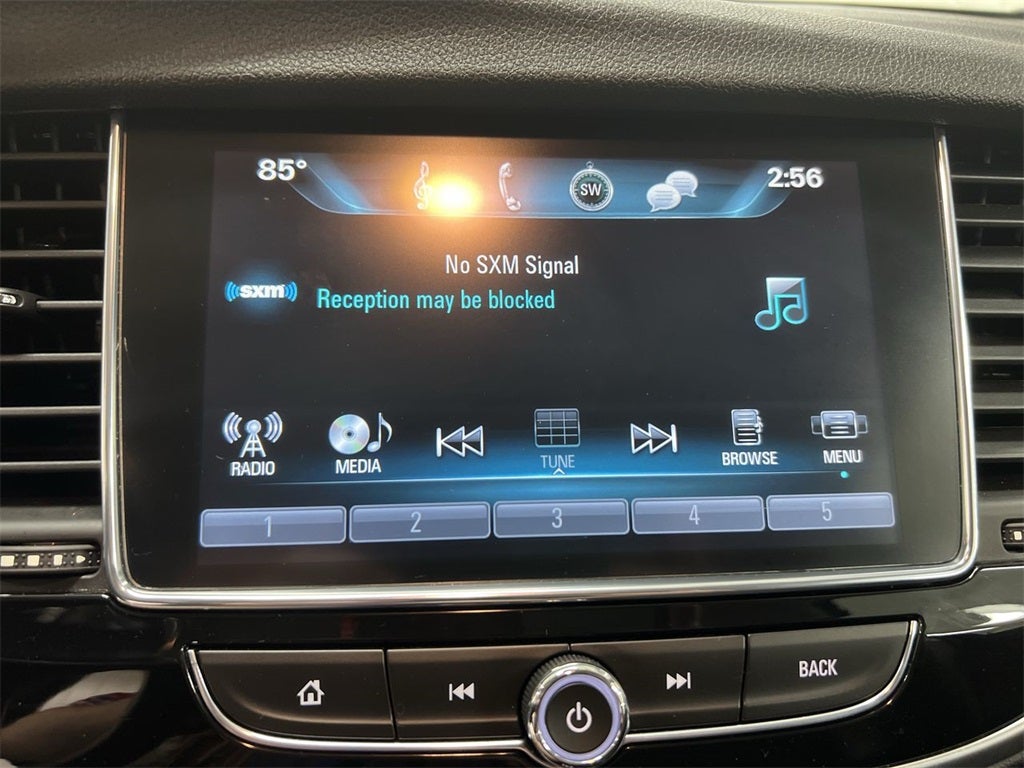 85°
SW
2:56
No SXM Signal
((sxm))
Reception may be blocked
RADIO
MEDIA
TUNE
BROWSE
MENU
1
2
3
4
5
BACK